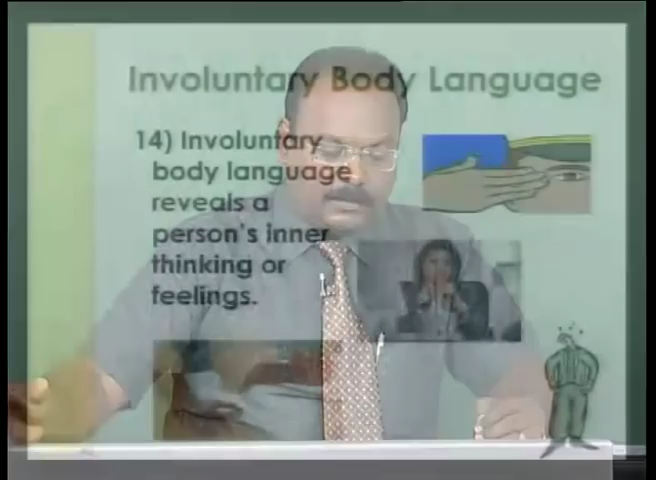 Involuntary Body Language
14) Involuntary
body language
reveals a
person's inner
thinking or
feelings.